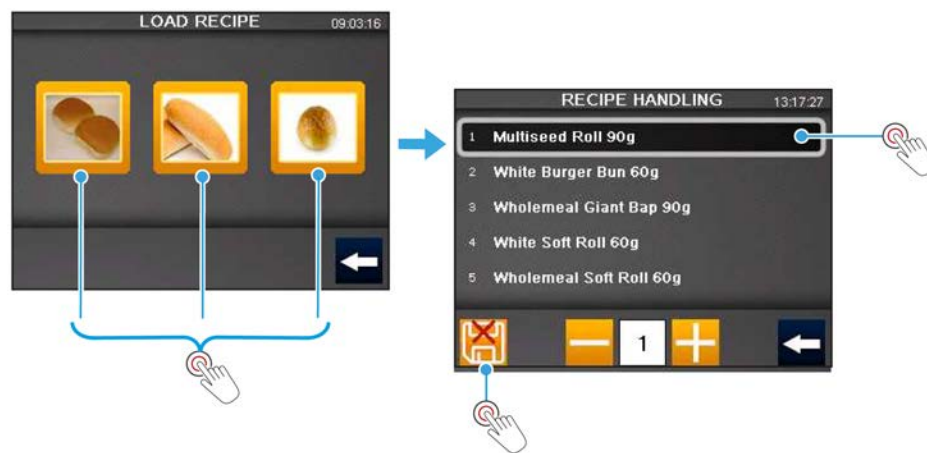 LOAD RECIPE 09:03:16
RECIPE HANDLING 13:17:27
1 Multiseed Roll 90g
2 White Burger Bun 60g
3 Wholemeal Giant Bap 90g
4 White Soft Roll 60g
5 Wholemeal Soft Roll 60g
1